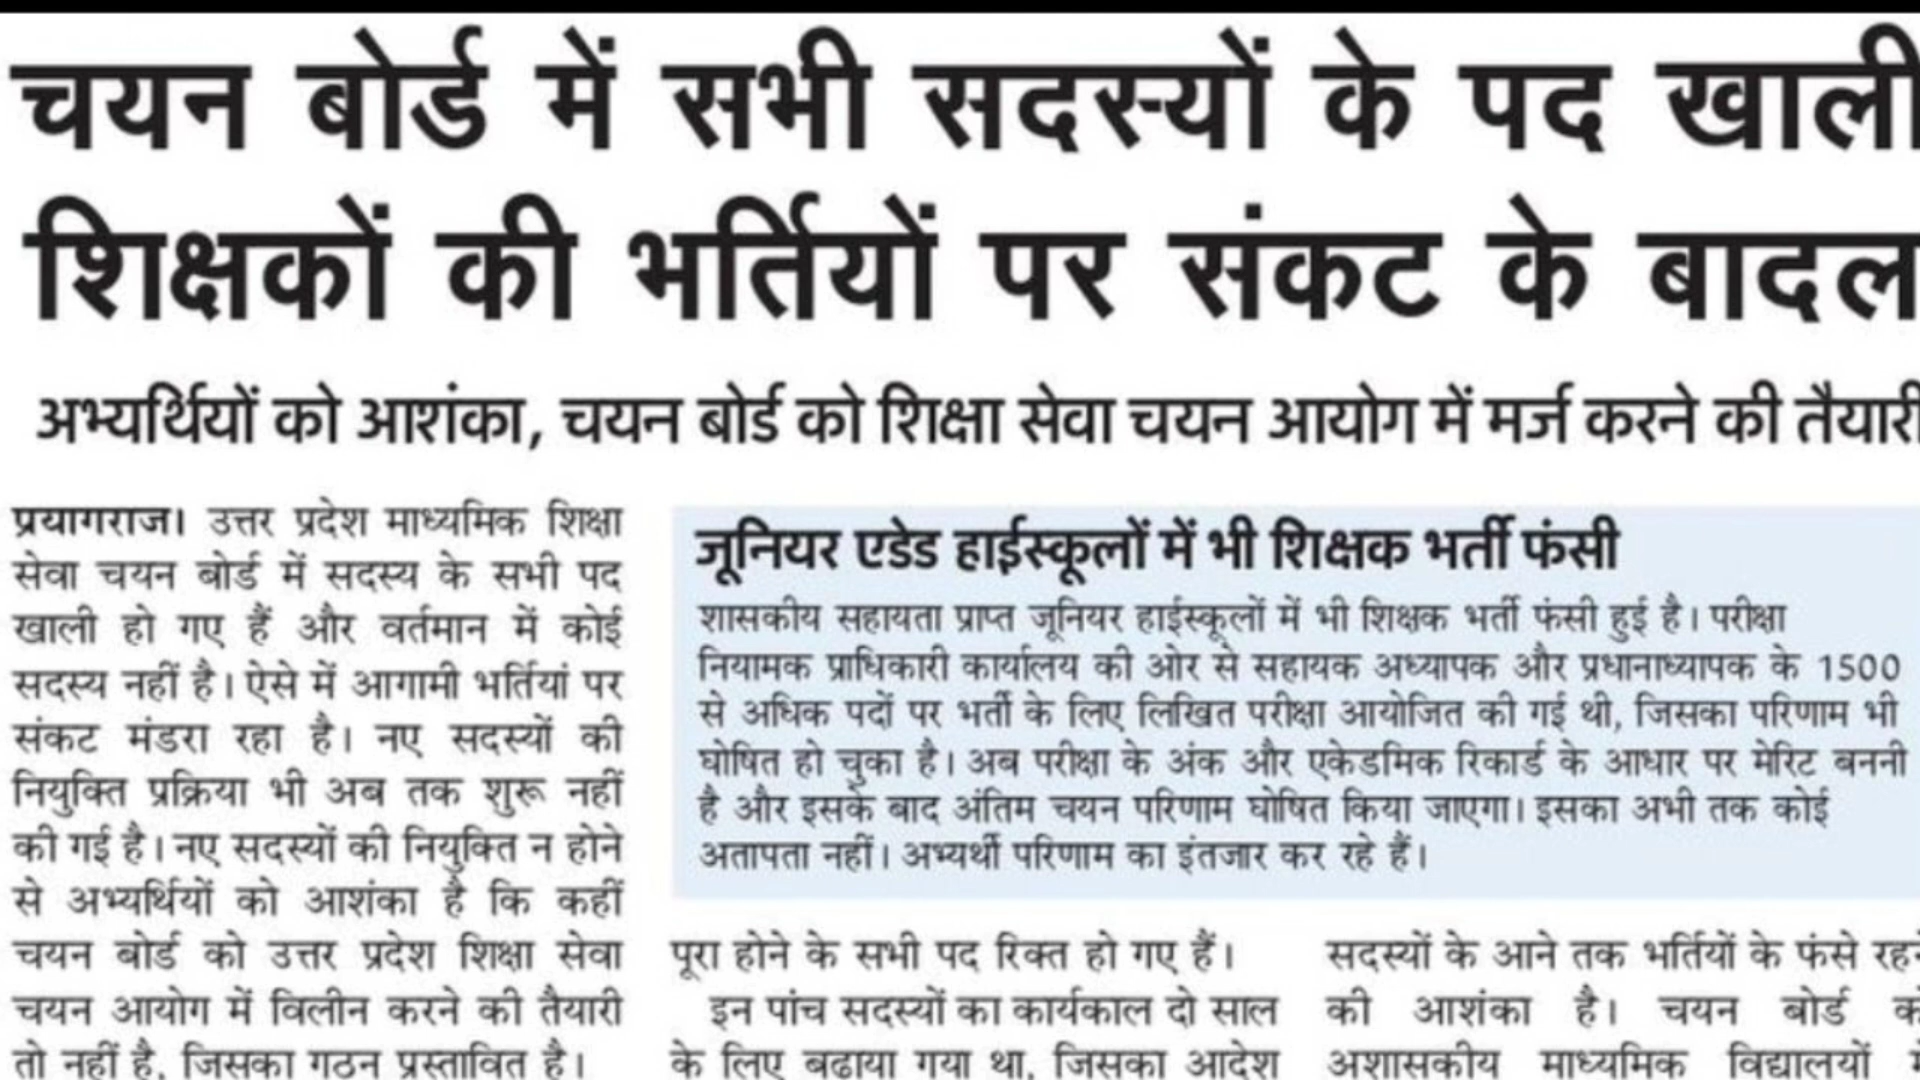 चयन बोर्ड में सभी सदस्यों के पद खाली
शिक्षकों की भर्तियों पर संकट के बादल
अभ्यर्थियों को आशंका, चयन बोर्ड को शिक्षा सेवा चयन आयोग में मर्ज करने की तैयारी
प्रयागराज। उत्तर प्रदेश माध्यमिक शिक्षा
सेवा चयन बोर्ड में सदस्य के सभी पद
खाली हो गए हैं और वर्तमान में कोई
सदस्य नहीं है। ऐसे में आगामी भर्तियां पर
संकट मंडरा रहा है। नए सदस्यों की
नियुक्ति प्रक्रिया भी अब तक शुरू नहीं
की गई है। नए सदस्यों की नियुक्ति न होने
से अभ्यर्थियों को आशंका है कि कहीं
चयन बोर्ड को उत्तर प्रदेश शिक्षा सेवा
चयन आयोग में विलीन करने की तैयारी
तो नहीं है, जिसका गठन प्रस्तावित है।
जूनियर एडेड हाईस्कूलों में भी शिक्षक भर्ती फंसी
शासकीय सहायता प्राप्त जूनियर हाईस्कूलों में भी शिक्षक भर्ती फंसी हुई है। परीक्षा
नियामक प्राधिकारी कार्यालय की ओर से सहायक अध्यापक और प्रधानाध्यापक के 1500
से अधिक पदों पर भर्ती के लिए लिखित परीक्षा आयोजित की गई थी, जिसका परिणाम भी
घोषित हो चुका है। अब परीक्षा के अंक और एकेडमिक रिकार्ड के आधार पर मेरिट बननी
है और इसके बाद अंतिम चयन परिणाम घोषित किया जाएगा। इसका अभी तक कोई
अतापता नहीं। अभ्यर्थी परिणाम का इंतजार कर रहे हैं।
पूरा होने के सभी पद रिक्त हो गए हैं।
इन पांच सदस्यों का कार्यकाल दो साल
के लिए बढाया गया था, जिसका आदेश
सदस्यों के आने तक भर्तियों के फंसे रहने
की आशंका है। चयन बोर्ड को
अशासकीय माध्यमिक विद्यालयों